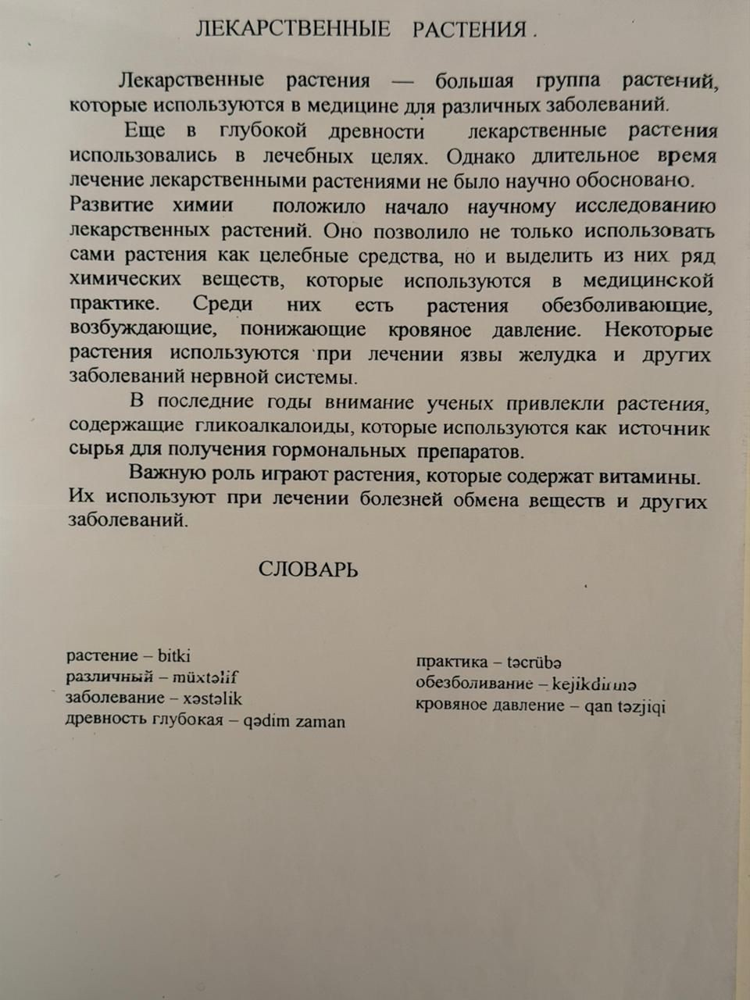 ЛЕКАРСТВЕННЫЕ РАСТЕНИЯ.
Лекарственные растения — большая группа растений,
которые используются в медицине для различных заболеваний.
Еще в глубокой древности лекарственные растения
использовались в лечебных целях. Однако длительное время
лечение лекарственными растениями не было научно обосновано.
Развитие химии положило начало научному исследованию
лекарственных растений. Оно позволило не только использовать
сами растения как целебные средства, но и выделить из них ряд
химических веществ, которые используются в медицинской
практике. Среди них есть растения обезболивающие,
возбуждающие, понижающие кровяное давление. Некоторые
растения используются при лечении язвы желудка и других
заболеваний нервной системы.
В последние годы внимание ученых привлекли растения,
содержащие гликоалкалоиды, которые используются как источник
сырья для получения гормональных препаратов.
Важную роль играют растения, которые содержат витамины.
Их используют при лечении болезней обмена веществ и других
заболеваний.
СЛОВАРЬ
растение – bitki
различный – müxtəlif
заболевание – xəstəlik
древность глубокая – qədim zaman
практика – təcrübə
обезболивание – kejikdirmə
кровяное давление – qan təzjiqi